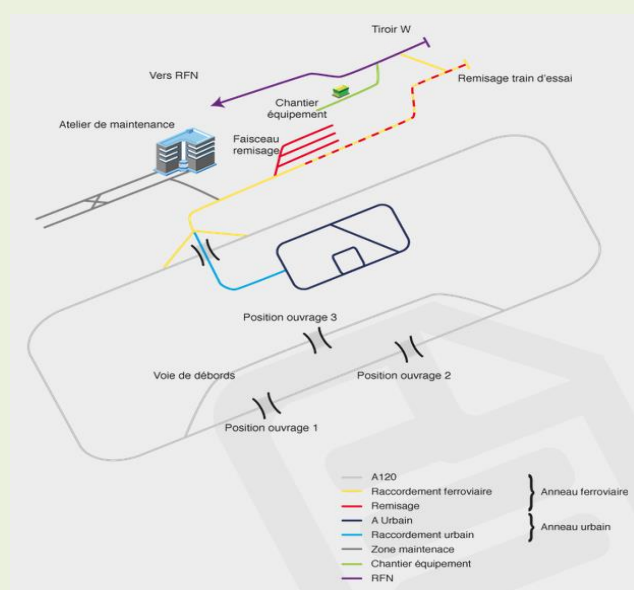 Tiroir W
Vers RFN
Remisage train d'essai
Chantier
équipement
Atelier de maintenance
Faisceau
remisage
Position ouvrage 3
Voie de débords
Position ouvrage 2
Position ouvrage 1
A120
Raccordement ferroviaire
Anneau ferroviaire
Remisage
A Urbain
Raccordement urbain
Anneau urbain
Zone maintenace
Chantier équipement
RFN